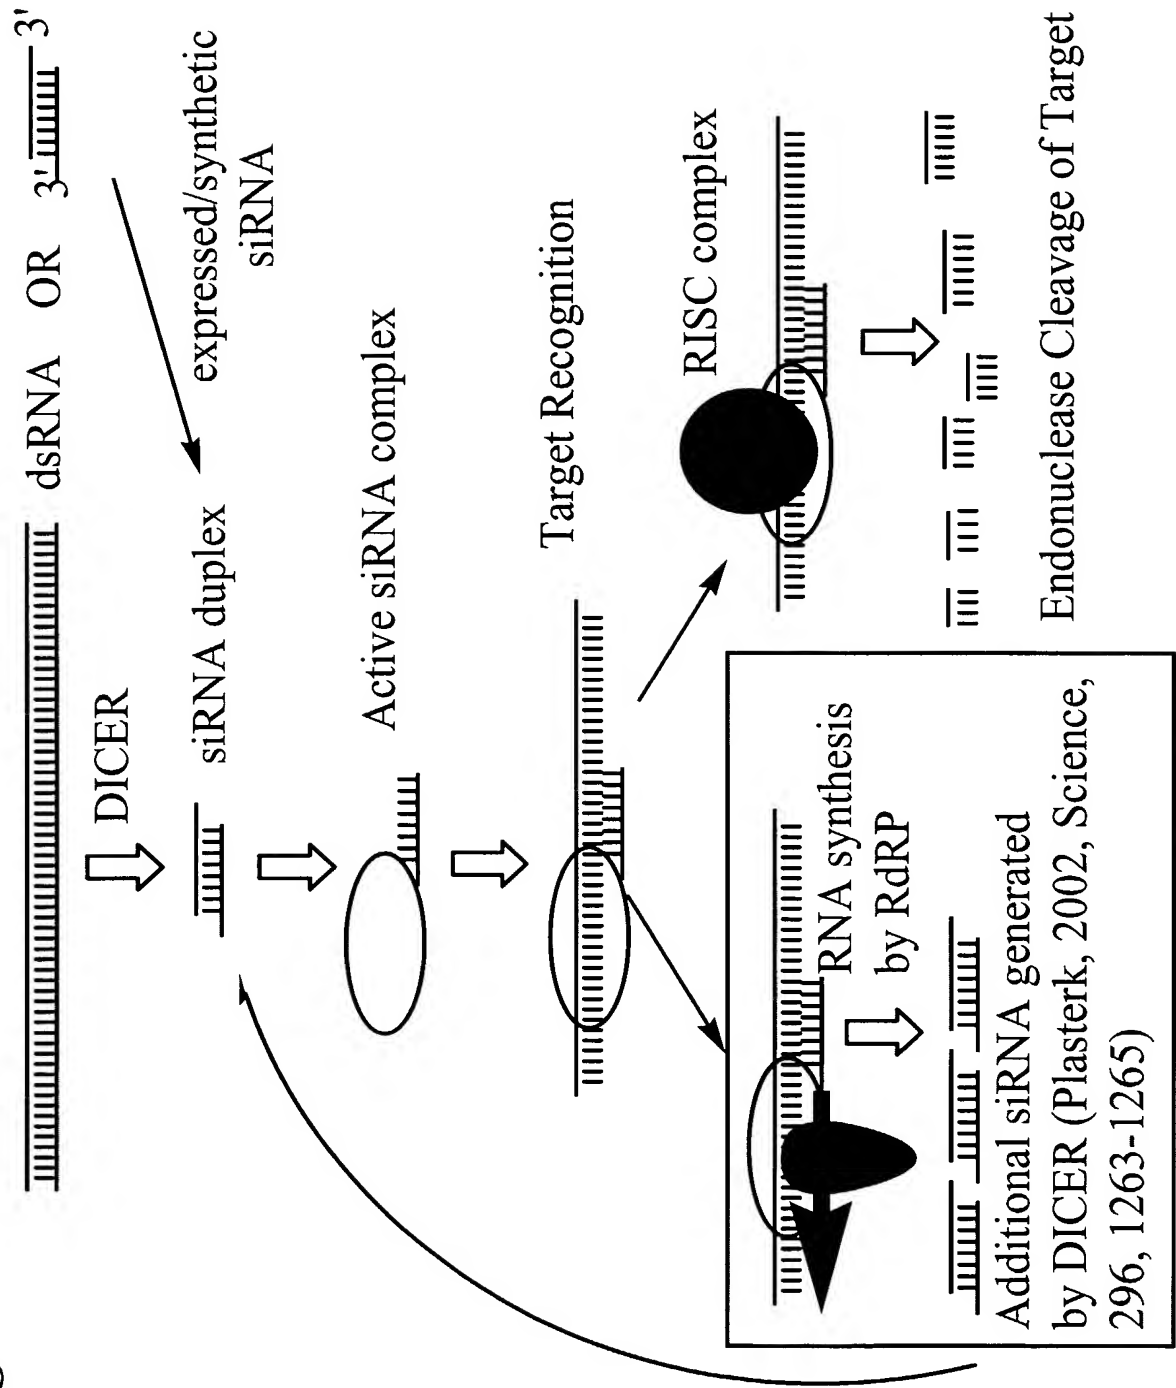 dsRNA OR 3' 3'
DICER
expressed/synthetic
siRNA
siRNA duplex
Active siRNA complex
Target Recognition
RISC complex
RNA synthesis
by RdRP
Additional siRNA generated
by DICER (Plasterk, 2002, Science,
296, 1263-1265)
Endonuclease Cleavage of Target